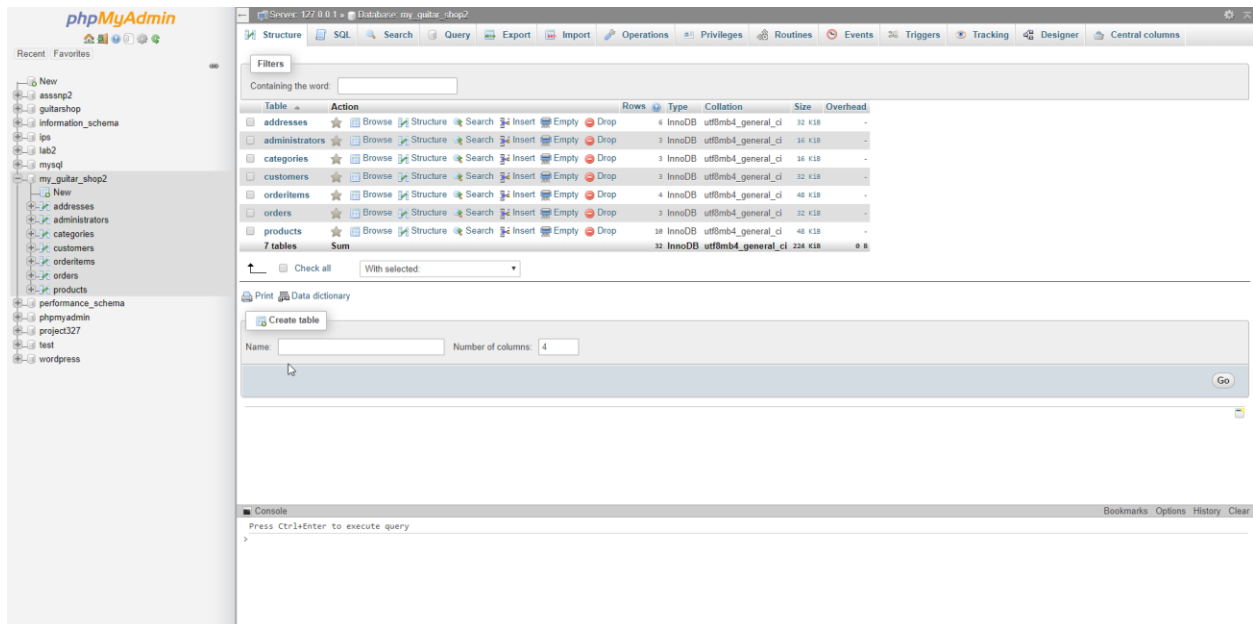 phpMyAdmin
Recent Favorites
New
asssnp2
guitarshop
information_schema
ips
lab2
mysql
my_guitar_shop2
New
addresses
administrators
categories
customers
orderitems
orders
products
performance_schema
phpmyadmin
project327
test
wordpress
Server: 127.0.0.1 » Database: my_guitar_shop2
Structure SQL Search Query Export Import Operations Privileges Routines Events Triggers Tracking Designer Central columns
Filters
Containing the word:
Table Action Rows Type Collation Size Overhead
addresses Browse Structure Search Insert Empty Drop 6 InnoDB utf8mb4_general_ci 32 KiB -
administrators Browse Structure Search Insert Empty Drop 3 InnoDB utf8mb4_general_ci 16 KiB -
categories Browse Structure Search Insert Empty Drop 3 InnoDB utf8mb4_general_ci 16 KiB -
customers Browse Structure Search Insert Empty Drop 3 InnoDB utf8mb4_general_ci 32 KiB -
orderitems Browse Structure Search Insert Empty Drop 4 InnoDB utf8mb4_general_ci 48 KiB -
orders Browse Structure Search Insert Empty Drop 3 InnoDB utf8mb4_general_ci 32 KiB -
products Browse Structure Search Insert Empty Drop 10 InnoDB utf8mb4_general_ci 48 KiB -
7 tables Sum 32 InnoDB utf8mb4_general_ci 224 KiB 0 B
Check all With selected:
Print Data dictionary
Create table
Name: Number of columns: 4
Go
Console Bookmarks Options History Clear
Press Ctrl+Enter to execute query
>